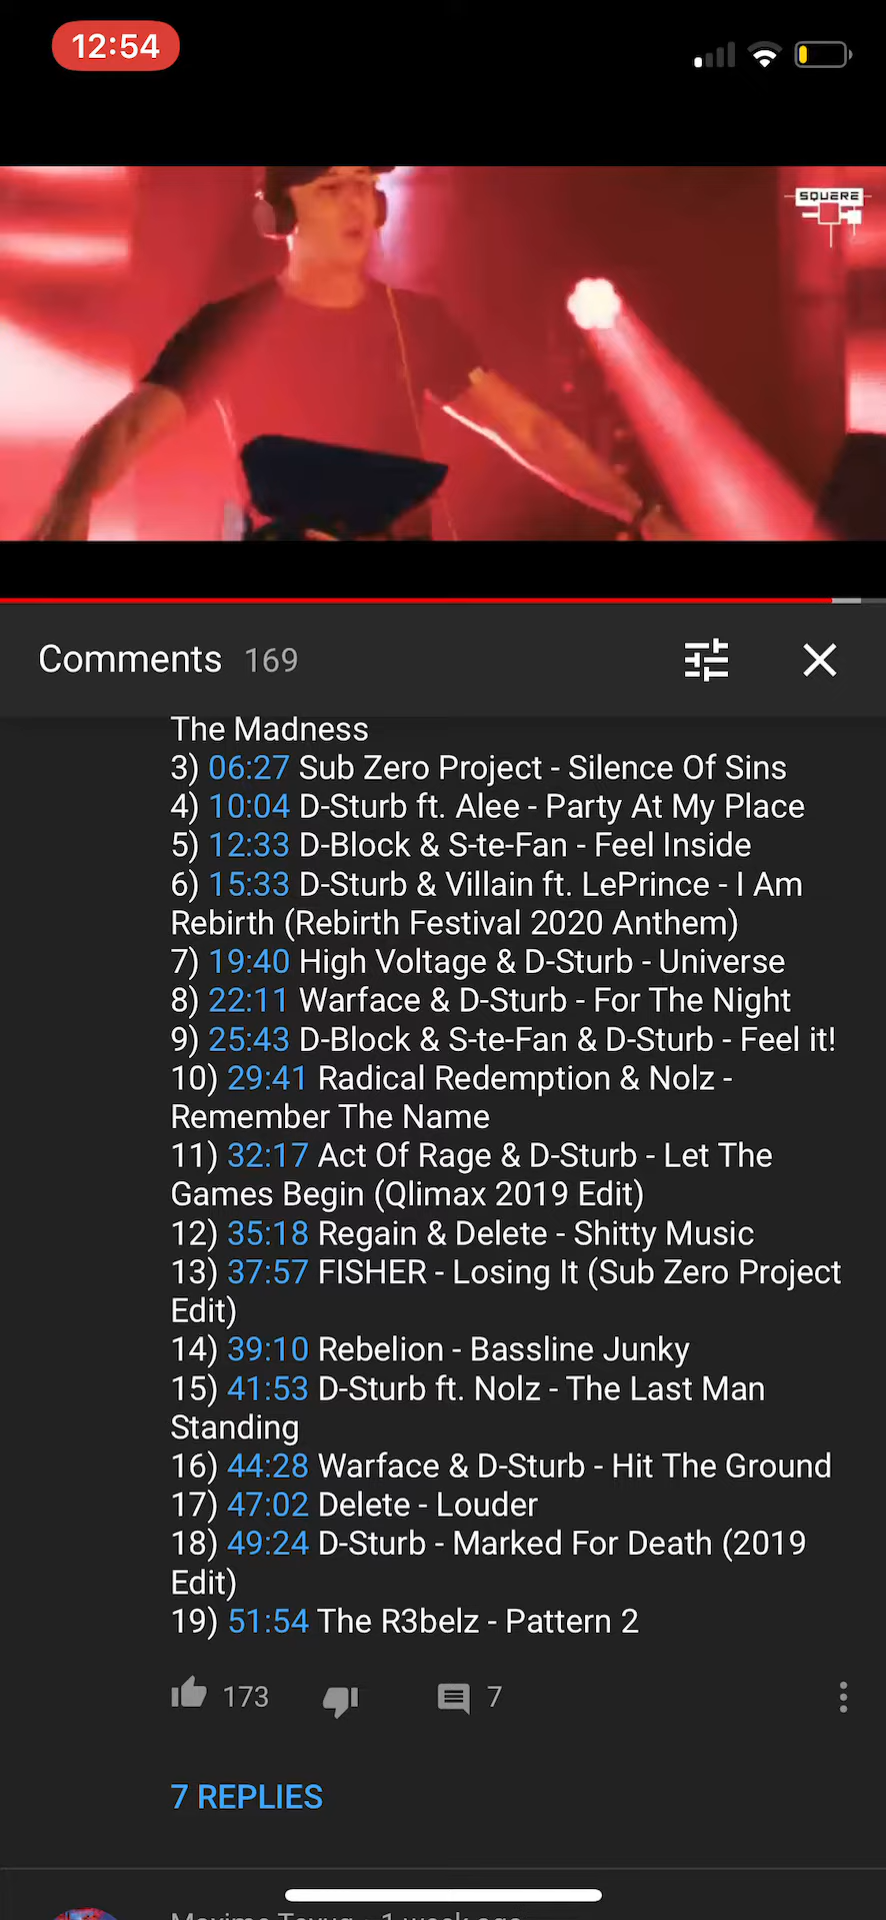 12:54
SQUARE
Comments 169
The Madness
3) 06:27 Sub Zero Project - Silence Of Sins
4) 10:04 D-Sturb ft. Alee - Party At My Place
5) 12:33 D-Block & S-te-Fan - Feel Inside
6) 15:33 D-Sturb & Villain ft. LePrince - I Am
Rebirth (Rebirth Festival 2020 Anthem)
7) 19:40 High Voltage & D-Sturb - Universe
8) 22:11 Warface & D-Sturb - For The Night
9) 25:43 D-Block & S-te-Fan & D-Sturb - Feel it!
10) 29:41 Radical Redemption & Nolz -
Remember The Name
11) 32:17 Act Of Rage & D-Sturb - Let The
Games Begin (Qlimax 2019 Edit)
12) 35:18 Regain & Delete - Shitty Music
13) 37:57 FISHER - Losing It (Sub Zero Project
Edit)
14) 39:10 Rebelion - Bassline Junky
15) 41:53 D-Sturb ft. Nolz - The Last Man
Standing
16) 44:28 Warface & D-Sturb - Hit The Ground
17) 47:02 Delete - Louder
18) 49:24 D-Sturb - Marked For Death (2019
Edit)
19) 51:54 The R3belz - Pattern 2
173 7
7 REPLIES
1 week ago